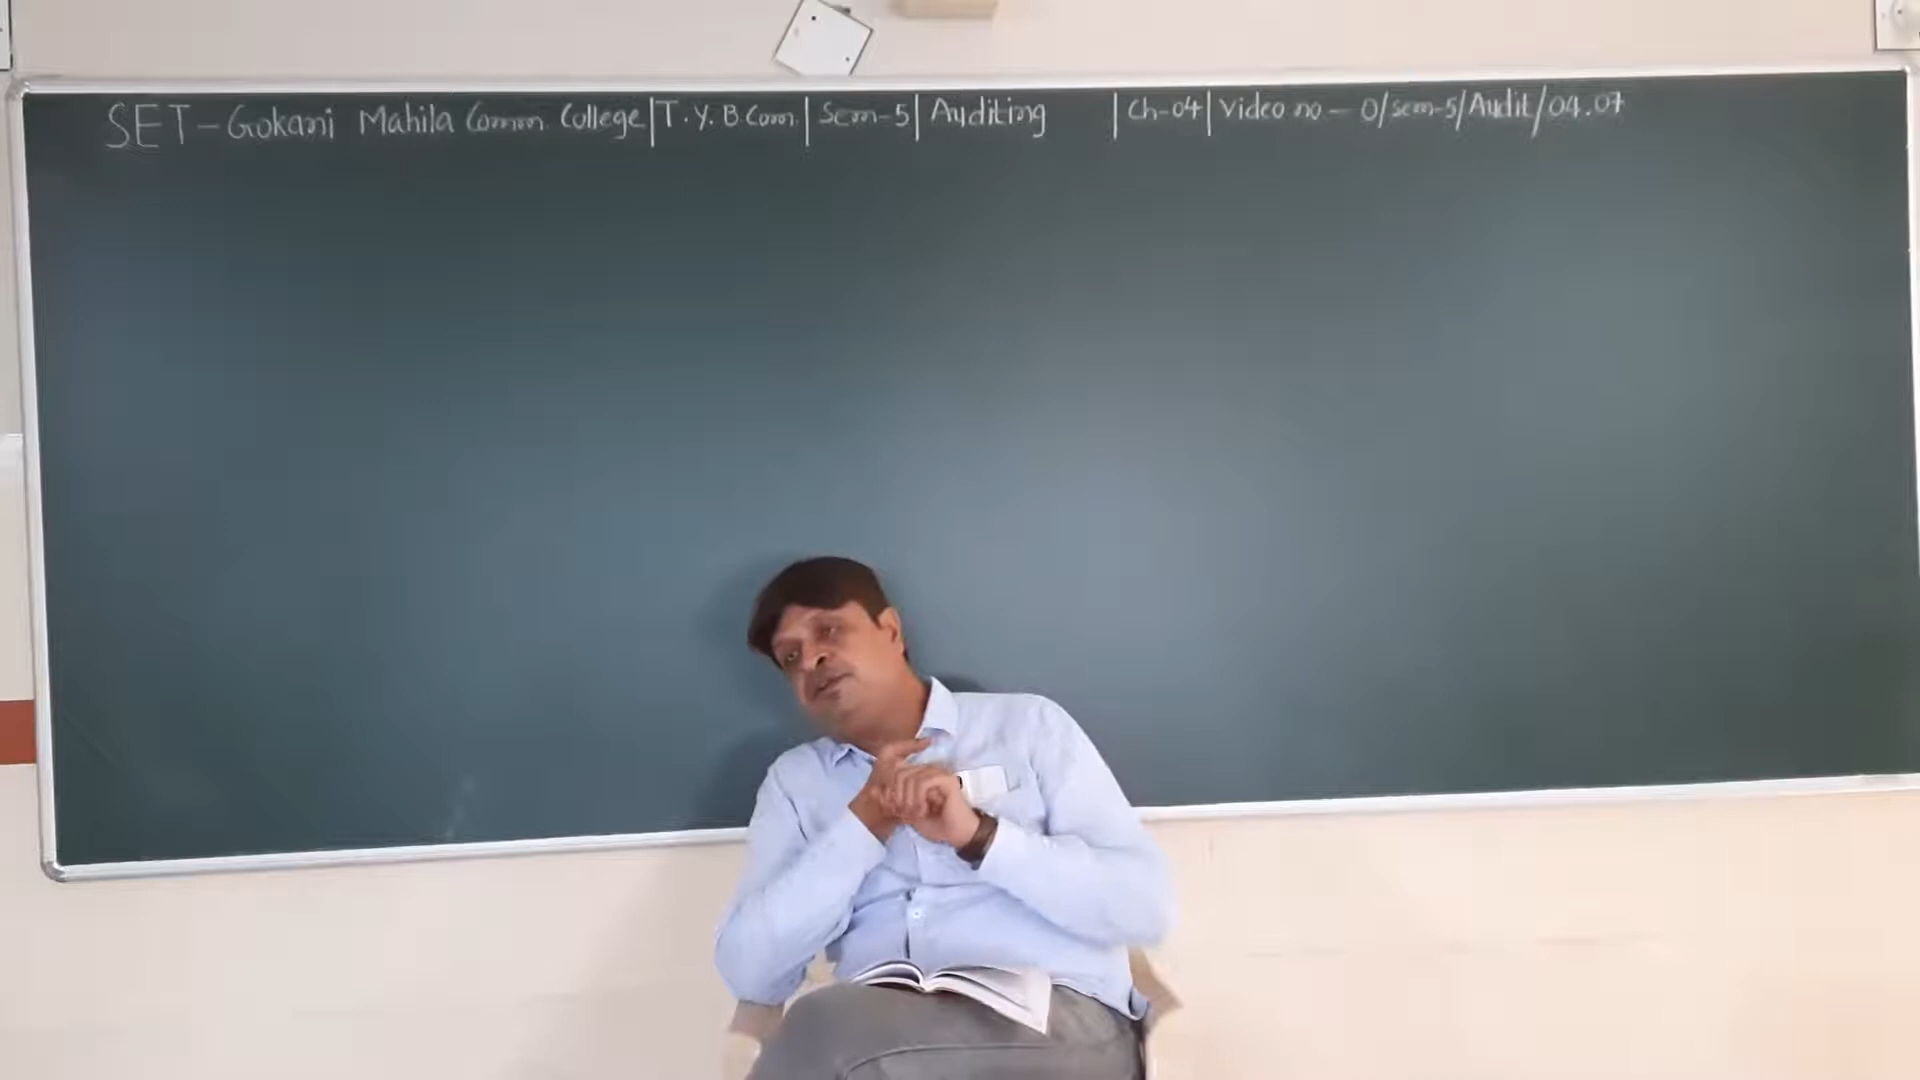 SET - Gokani Mahila Comm. College | T.Y. B.Com. | Sem-5 | Auditing | Ch-04 | Video no - 0/sem-5/Audit/04.07